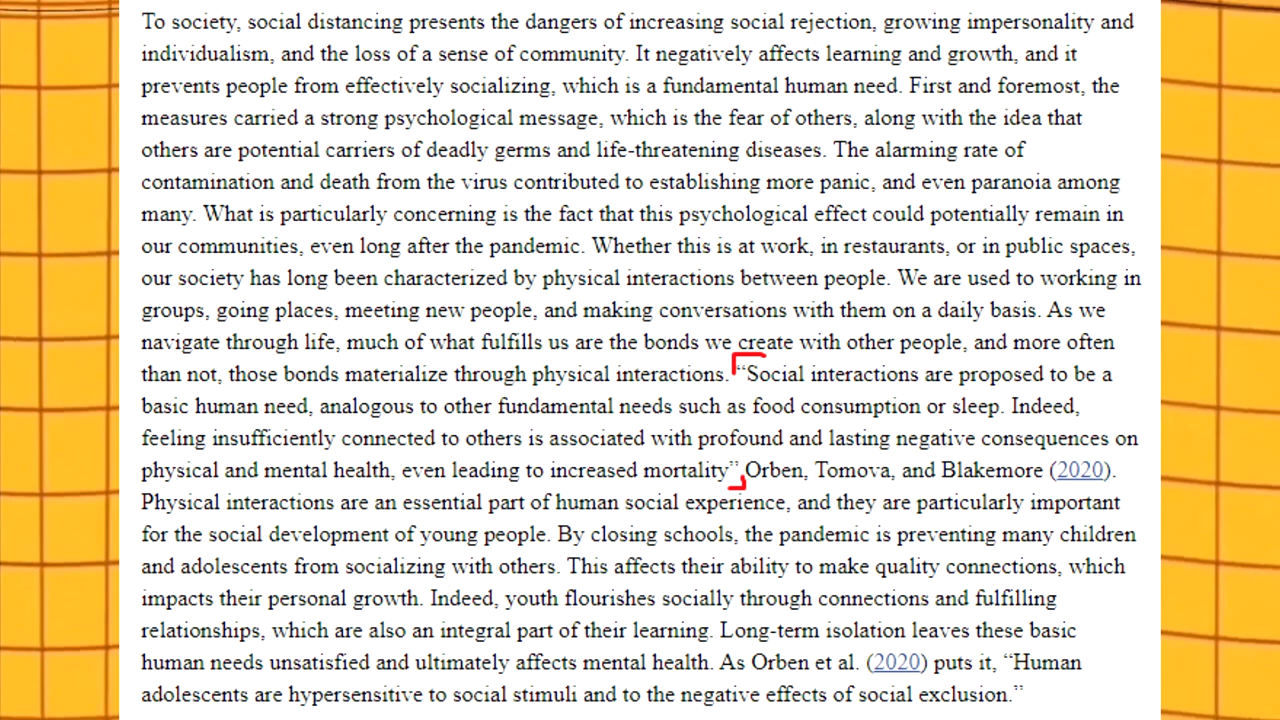 To society, social distancing presents the dangers of increasing social rejection, growing impersonality and
individualism, and the loss of a sense of community. It negatively affects learning and growth, and it
prevents people from effectively socializing, which is a fundamental human need. First and foremost, the
measures carried a strong psychological message, which is the fear of others, along with the idea that
others are potential carriers of deadly germs and life-threatening diseases. The alarming rate of
contamination and death from the virus contributed to establishing more panic, and even paranoia among
many. What is particularly concerning is the fact that this psychological effect could potentially remain in
our communities, even long after the pandemic. Whether this is at work, in restaurants, or in public spaces,
our society has long been characterized by physical interactions between people. We are used to working in
groups, going places, meeting new people, and making conversations with them on a daily basis. As we
navigate through life, much of what fulfills us are the bonds we create with other people, and more often
than not, those bonds materialize through physical interactions. “Social interactions are proposed to be a
basic human need, analogous to other fundamental needs such as food consumption or sleep. Indeed,
feeling insufficiently connected to others is associated with profound and lasting negative consequences on
physical and mental health, even leading to increased mortality” Orben, Tomova, and Blakemore (2020).
Physical interactions are an essential part of human social experience, and they are particularly important
for the social development of young people. By closing schools, the pandemic is preventing many children
and adolescents from socializing with others. This affects their ability to make quality connections, which
impacts their personal growth. Indeed, youth flourishes socially through connections and fulfilling
relationships, which are also an integral part of their learning. Long-term isolation leaves these basic
human needs unsatisfied and ultimately affects mental health. As Orben et al. (2020) puts it, “Human
adolescents are hypersensitive to social stimuli and to the negative effects of social exclusion.”